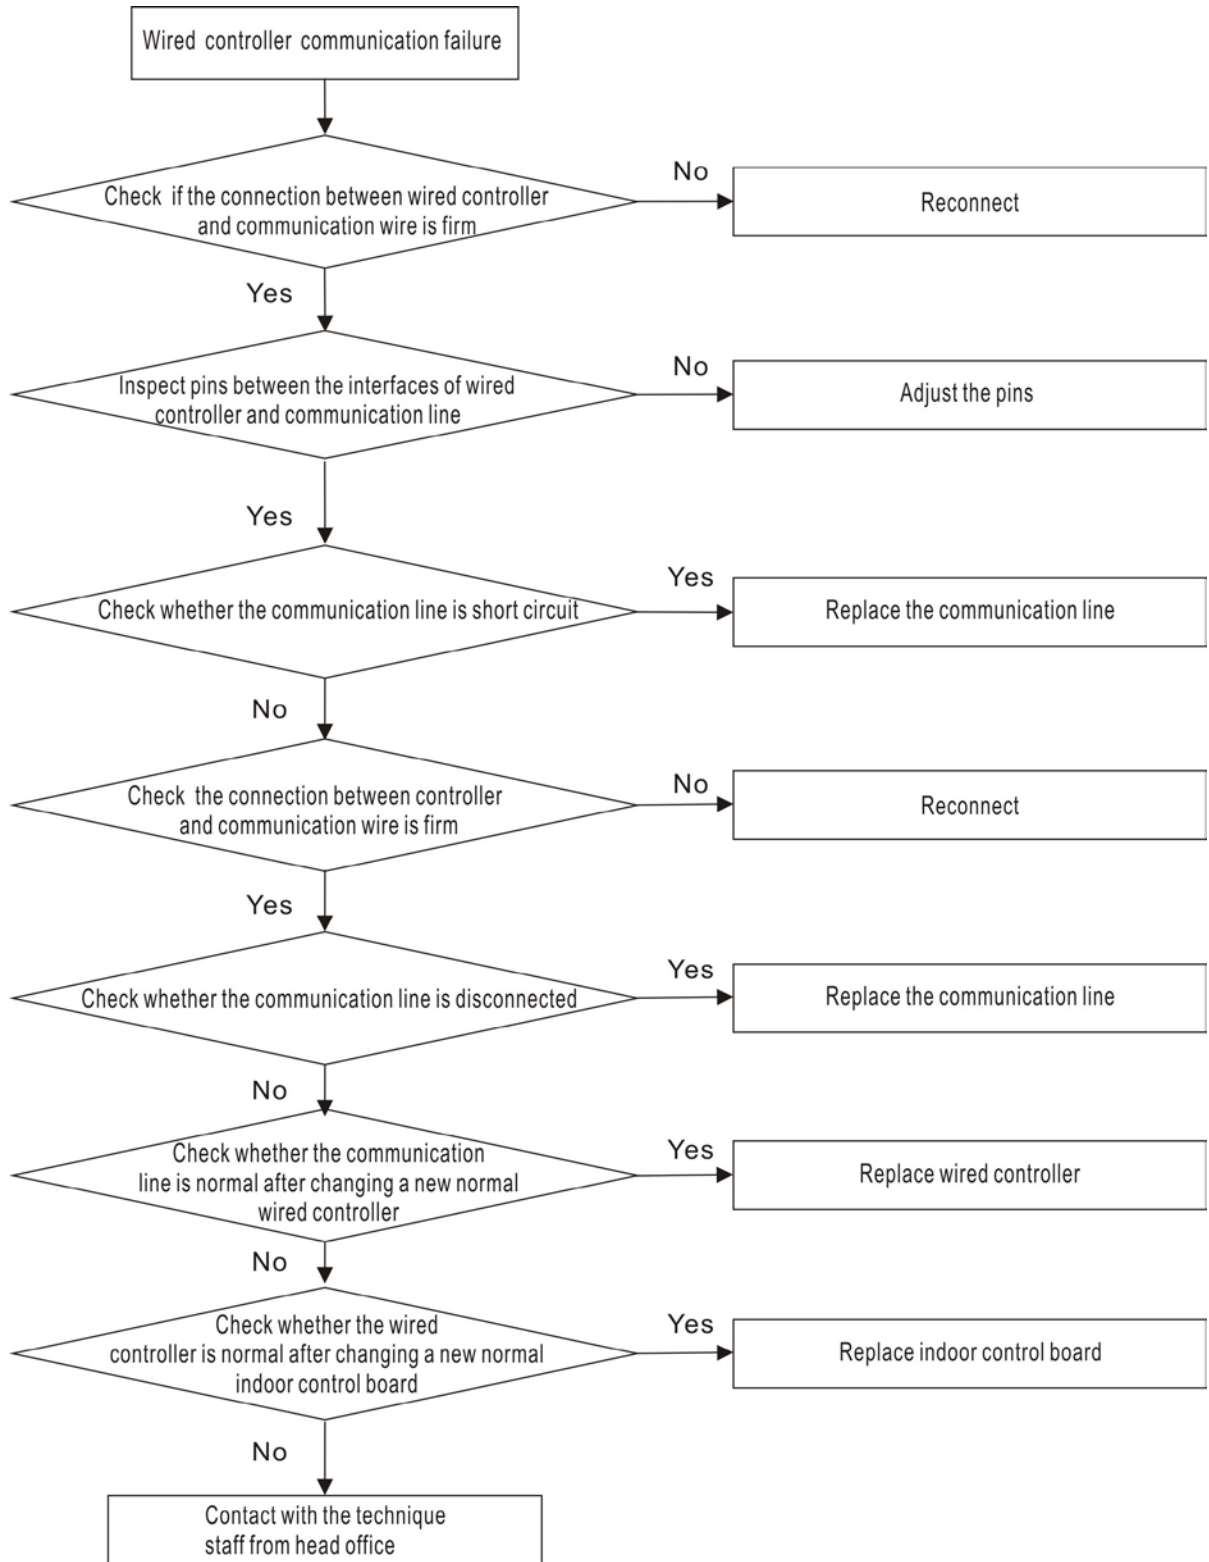 Wired controller communication failure
Check if the connection between wired controller
and communication wire is firm
No
Reconnect
Yes
Inspect pins between the interfaces of wired
controller and communication line
No
Adjust the pins
Yes
Check whether the communication line is short circuit
Yes
Replace the communication line
No
Check the connection between controller
and communication wire is firm
No
Reconnect
Yes
Check whether the communication line is disconnected
Yes
Replace the communication line
No
Check whether the communication
line is normal after changing a new normal
wired controller
Yes
Replace wired controller
No
Check whether the wired
controller is normal after changing a new normal
indoor control board
Yes
Replace indoor control board
No
Contact with the technique
staff from head office